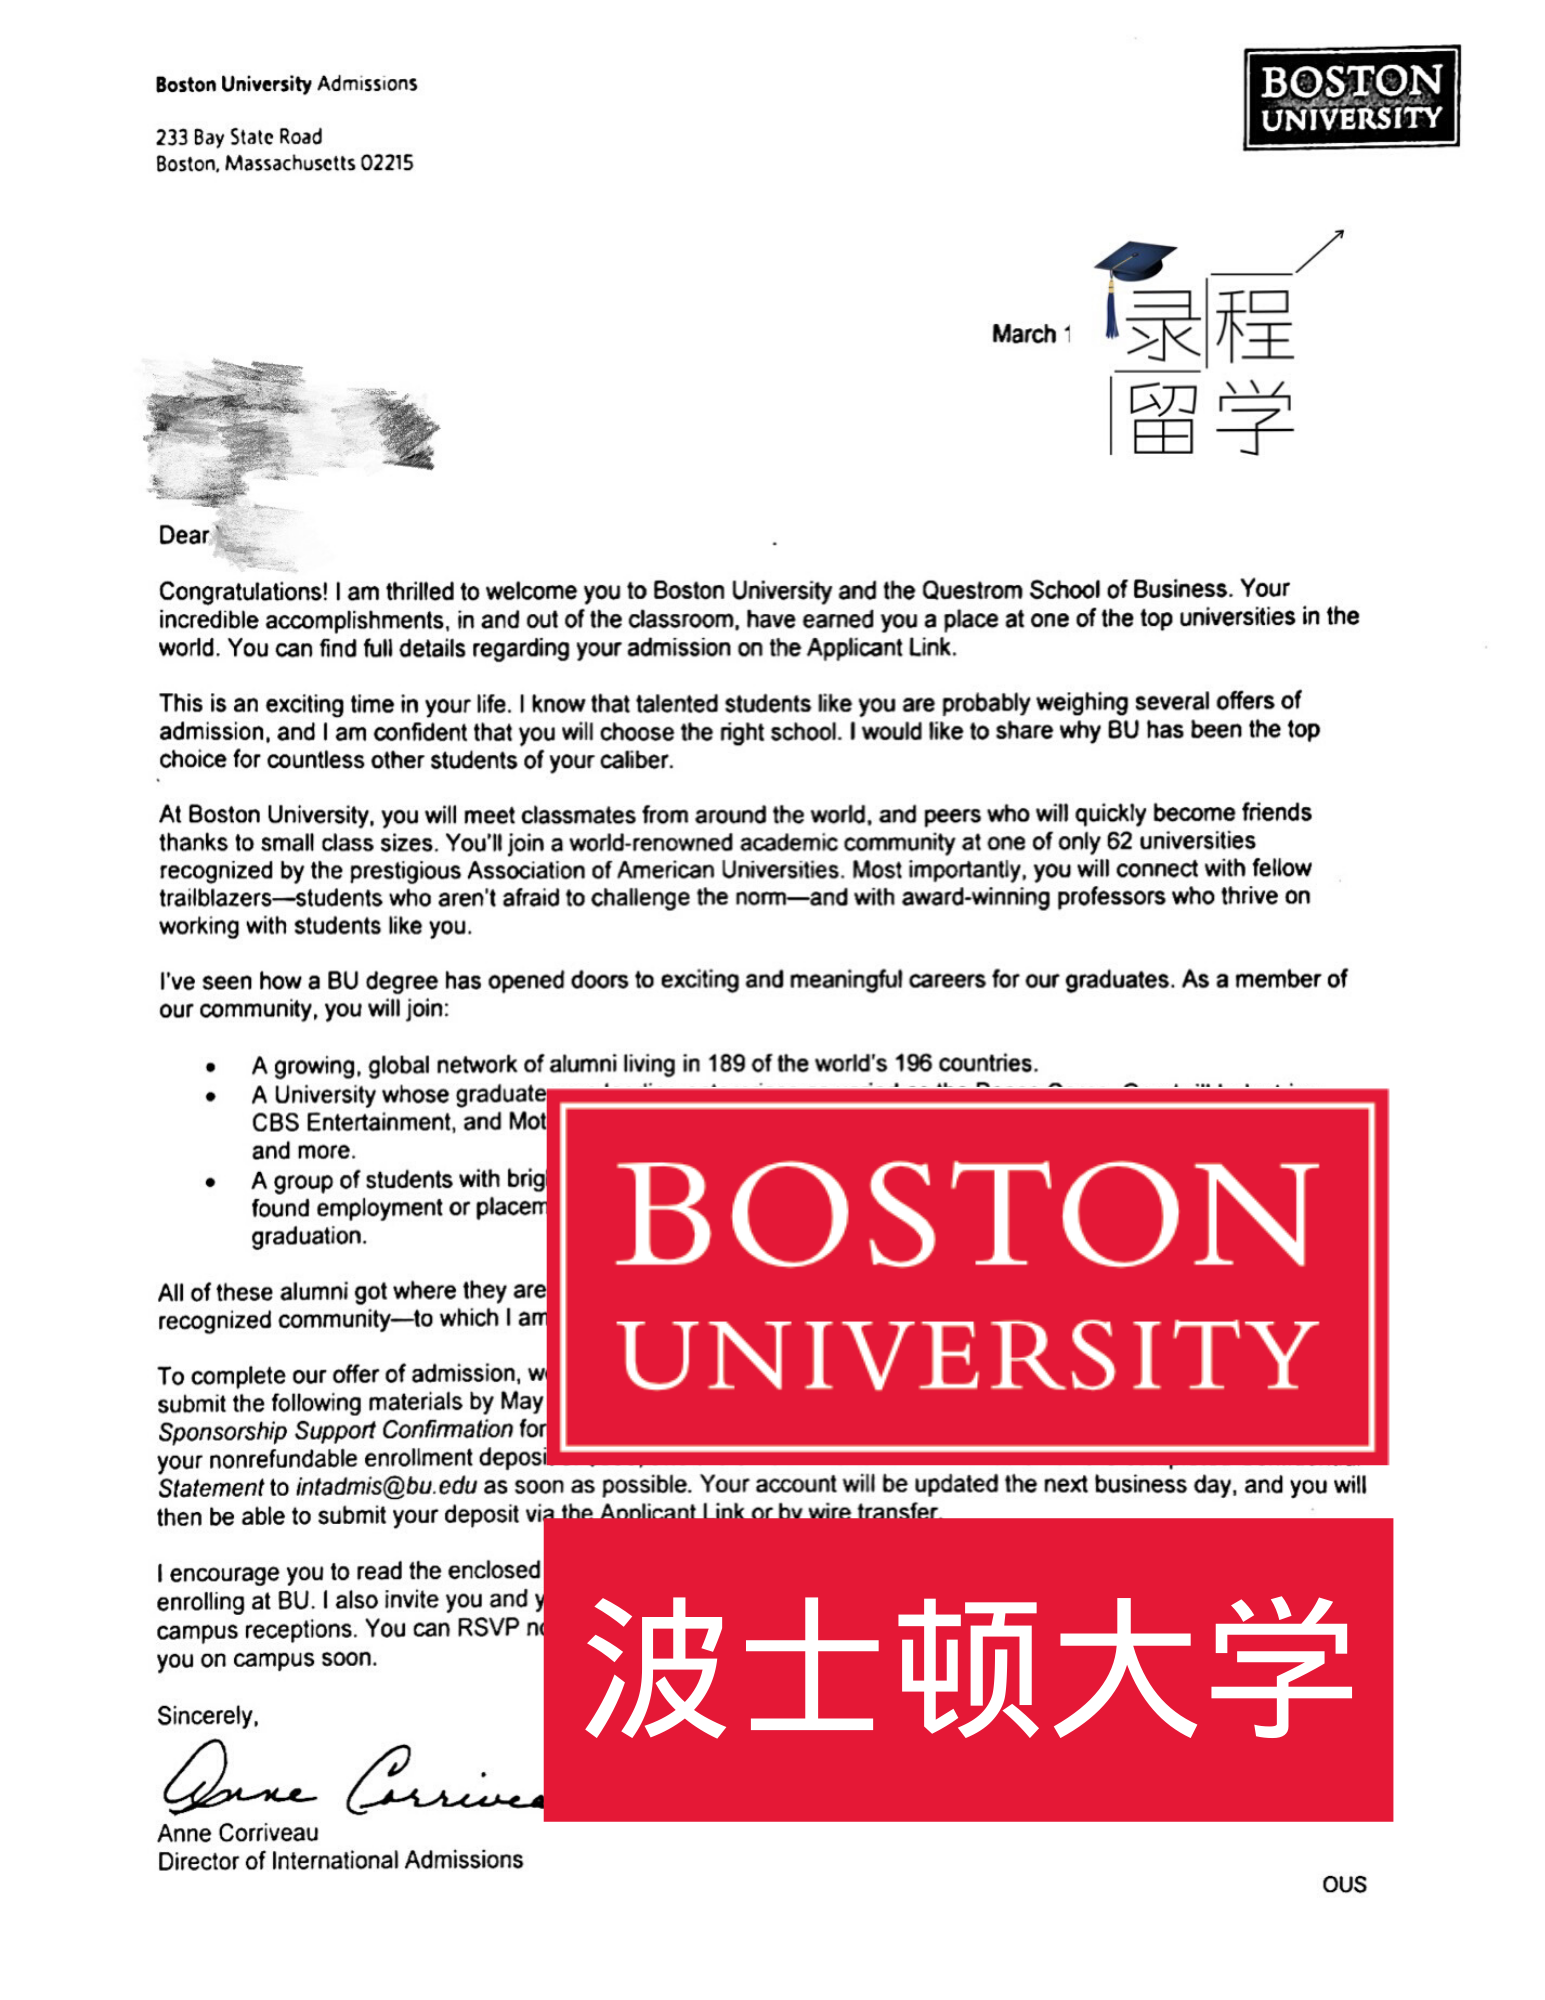 Boston University Admissions
BOSTON
UNIVERSITY
233 Bay State Road
Boston, Massachusetts 02215
March 1
录程
留学
Dear
Congratulations! I am thrilled to welcome you to Boston University and the Questrom School of Business. Your
incredible accomplishments, in and out of the classroom, have earned you a place at one of the top universities in the
world. You can find full details regarding your admission on the Applicant Link.
This is an exciting time in your life. I know that talented students like you are probably weighing several offers of
admission, and I am confident that you will choose the right school. I would like to share why BU has been the top
choice for countless other students of your caliber.
At Boston University, you will meet classmates from around the world, and peers who will quickly become friends
thanks to small class sizes. You'll join a world-renowned academic community at one of only 62 universities
recognized by the prestigious Association of American Universities. Most importantly, you will connect with fellow
trailblazers—students who aren't afraid to challenge the norm—and with award-winning professors who thrive on
working with students like you.
I've seen how a BU degree has opened doors to exciting and meaningful careers for our graduates. As a member of
our community, you will join:
• A growing, global network of alumni living in 189 of the world's 196 countries.
• A University whose graduate
CBS Entertainment, and Mot
and more.
• A group of students with brig
found employment or placem
graduation.
All of these alumni got where they are
recognized community—to which I am
To complete our offer of admission, w
submit the following materials by May
Sponsorship Support Confirmation for
your nonrefundable enrollment deposi
Statement to intadmis@bu.edu as soon as possible. Your account will be updated the next business day, and you will
then be able to submit your deposit via the Applicant Link or by wire transfer.
BOSTON
UNIVERSITY
I encourage you to read the enclosed
enrolling at BU. I also invite you and y
campus receptions. You can RSVP no
you on campus soon.
波士顿大学
Sincerely,
Anne Corriveau
Anne Corriveau
Director of International Admissions
OUS